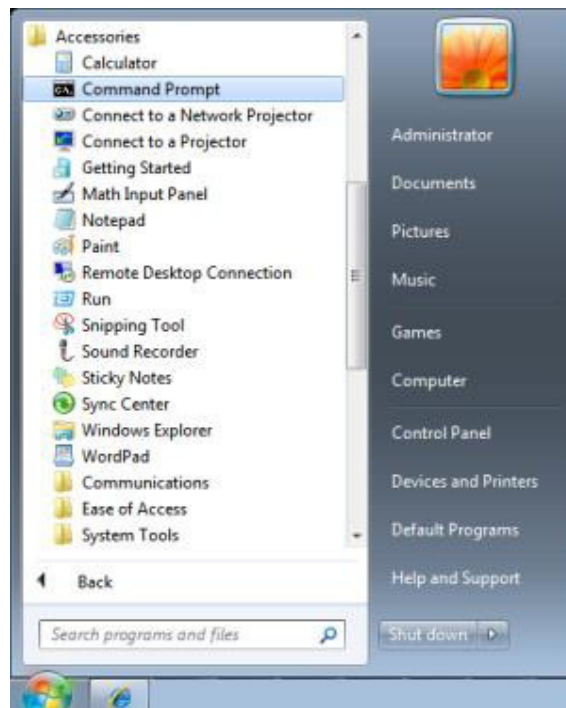 Accessories
Calculator
Command Prompt
Connect to a Network Projector
Connect to a Projector
Getting Started
Math Input Panel
Notepad
Paint
Remote Desktop Connection
Run
Snipping Tool
Sound Recorder
Sticky Notes
Sync Center
Windows Explorer
WordPad
Communications
Ease of Access
System Tools
Back
Search programs and files
Administrator
Documents
Pictures
Music
Games
Computer
Control Panel
Devices and Printers
Default Programs
Help and Support
Shut down